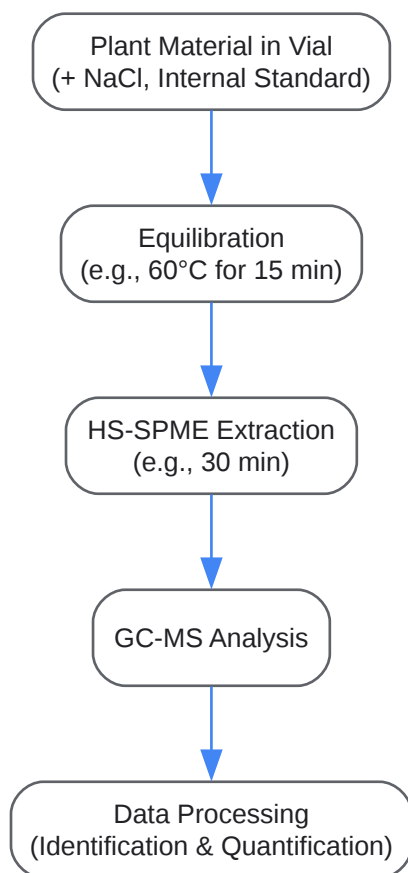 Plant Material in Vial
(+ NaCl, Internal Standard)
Equilibration
(e.g., 60°C for 15 min)
HS-SPME Extraction
(e.g., 30 min)
GC-MS Analysis
Data Processing
(Identification & Quantification)